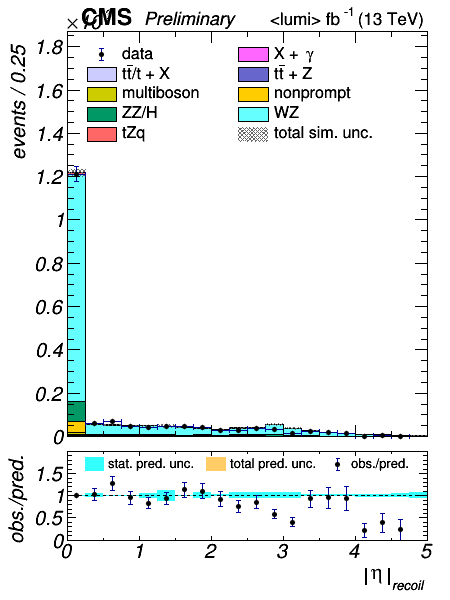 CMS Preliminary <lumi> fb⁻¹ (13 TeV)
events / 0.25
data X + γ
tt̄/t + X tt̄ + Z
multiboson nonprompt
ZZ/H WZ
tZq total sim. unc.
1.8
1.6
1.4
1.2
1
0.8
0.6
0.4
0.2
0
obs./pred.
stat. pred. unc. total pred. unc. obs./pred.
1.5
1
0.5
0
0 1 2 3 4 5
|η|recoil